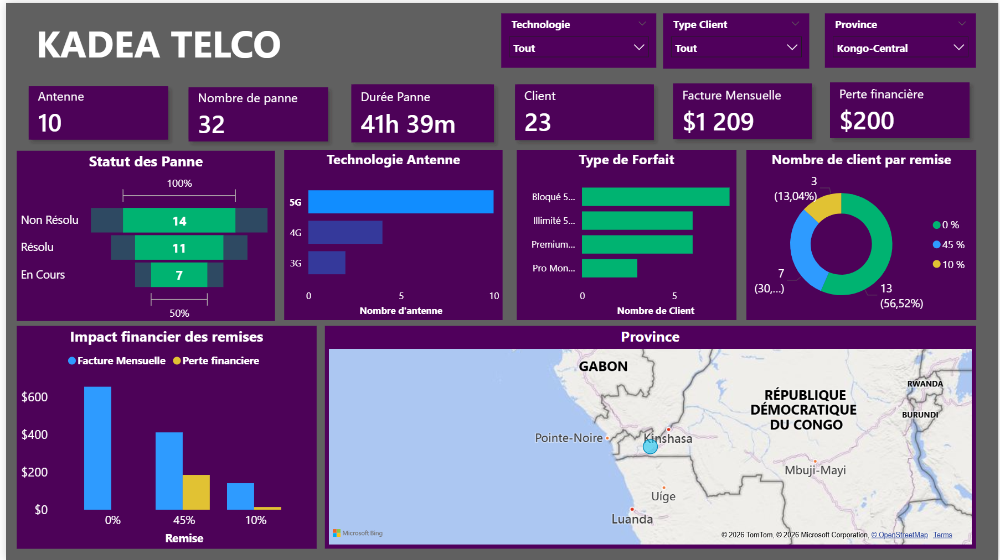 KADEA TELCO
Technologie
Tout
Type Client
Tout
Province
Kongo-Central
Antenne
10
Nombre de panne
32
Durée Panne
41h 39m
Client
23
Facture Mensuelle
$1 209
Perte financière
$200
Statut des Panne
100%
Non Résolu
14
Résolu
11
En Cours
7
50%
Technologie Antenne
5G
4G
3G
0 5 10
Nombre d'antenne
Type de Forfait
Bloqué 5...
Illimité 5...
Premium...
Pro Mon...
0 5
Nombre de Client
Nombre de client par remise
3
(13,04%)
7
(30,...)
13
(56,52%)
0 %
45 %
10 %
Impact financier des remises
Facture Mensuelle Perte financiere
$600
$400
$200
$0
0% 45% 10%
Remise
Province
GABON
RÉPUBLIQUE
DÉMOCRATIQUE
DU CONGO
RWANDA
BURUNDI
Pointe-Noire
Kinshasa
Mbuji-Mayi
Uíge
Luanda
Microsoft Bing
© 2026 TomTom, © 2026 Microsoft Corporation, © OpenStreetMap Terms